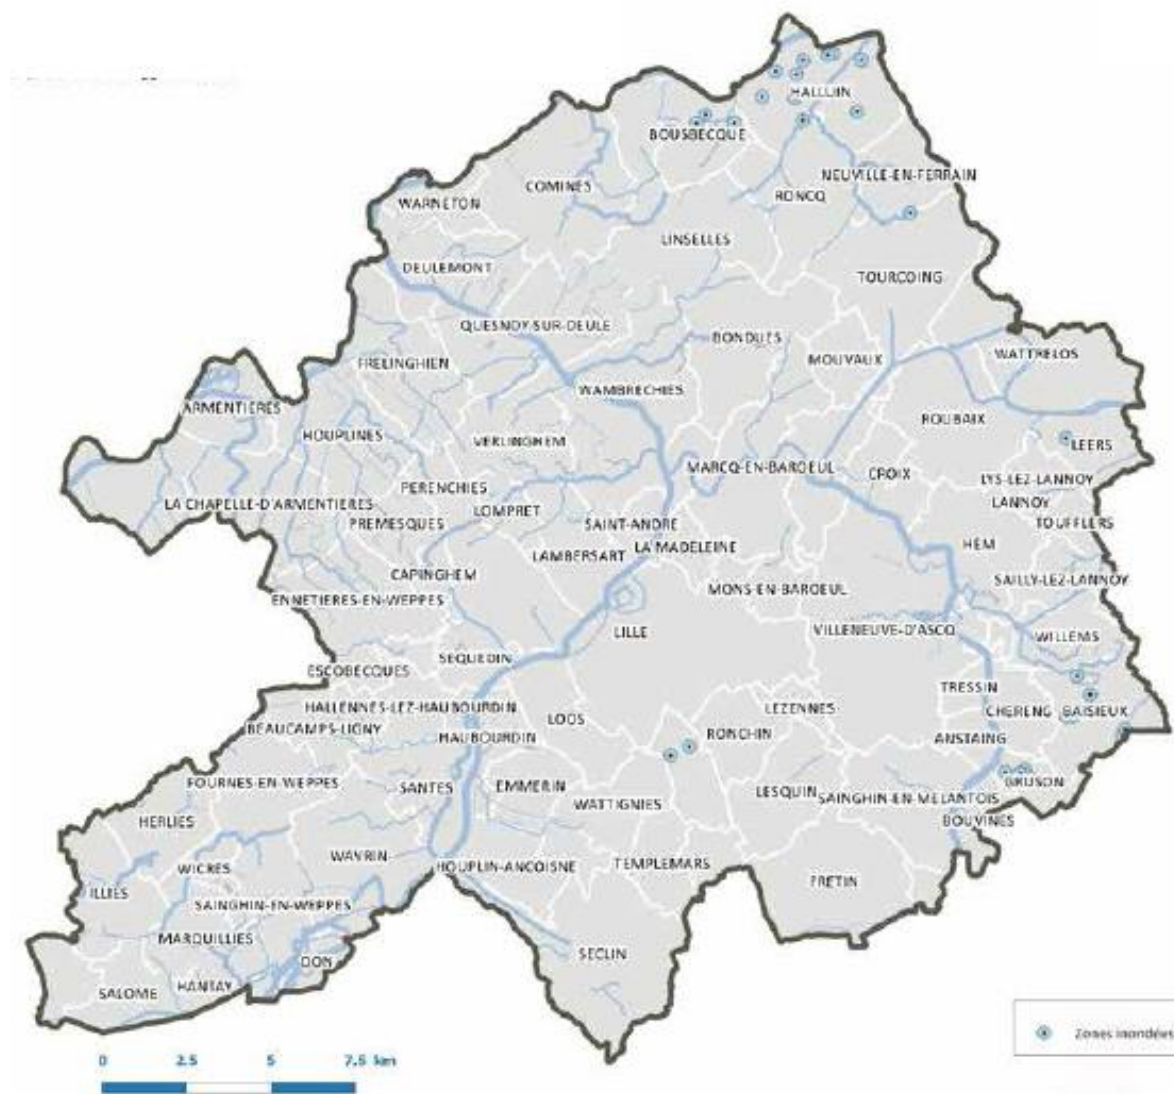 HALLUIN
BOUSBECQUE
NEUVILLE-EN-FERRAIN
COMINES
RONCQ
WARNETON
LINSELLES
DEULEMONT
TOURCOING
QUESNOY-SUR-DEULE
BONDUES
WATTRELOS
MOUVAUX
FRELINGHIEN
WAMBRECHIES
ARMENTIERES
ROUBAIX
HOUPLINES
VERLINGHEM
LEERS
MARCQ-EN-BAROEUL
CROIX
LYS-LEZ-LANNOY
PERENCHIES
LA CHAPELLE-D'ARMENTIERES
LANNOY
LOMPRET
PREMESQUES
SAINT-ANDRE
TOUFFLERS
HEM
LA MADELEINE
LAMBERSART
CAPINGHEM
SAILLY-LEZ-LANNOY
MONS-EN-BAROEUL
ENNETIERES-EN-WEPPES
LILLE
VILLENEUVE-D'ASCQ
WILLEMS
SEQUEDIN
ESCOBECQUES
TRESSIN
HALLENNES-LEZ-HAUBOURDIN
LEZENNES
CHERENG
BAISIEUX
LOOS
BEAUCAMPS-LIGNY
RONCHIN
HAUBOURDIN
ANSTAING
FOURNES-EN-WEPPES
SANTES
EMMERIN
GRUSON
LESQUIN
SAINGHIN-EN-MELANTOIS
WATTIGNIES
HERLIES
BOUVINES
WAVRIN
WICRES
HOUPLIN-ANCOISNE
TEMPLEMARS
FRETIN
ILLIES
SAINGHIN-EN-WEPPES
MARQUILLIES
SECLIN
DON
HANTAY
SALOME
Zones inondées
0 2.5 5 7.5 km